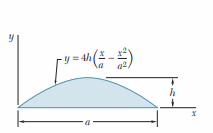 y
y = 4h(x/a - x²/a²)
h
x
a